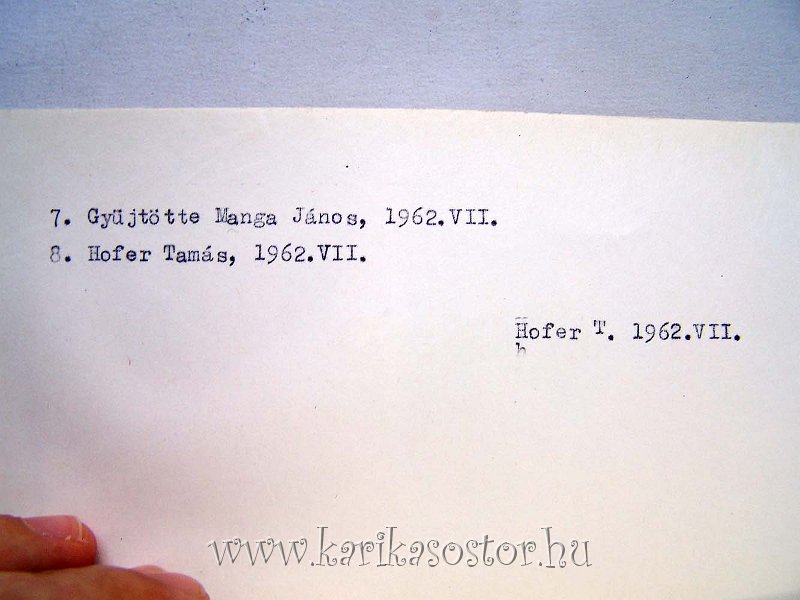 7. Gyüjtötte Manga János, 1962.VII.
8. Hofer Tamás, 1962.VII.
Hofer T. 1962.VII.
www.karikasostor.hu